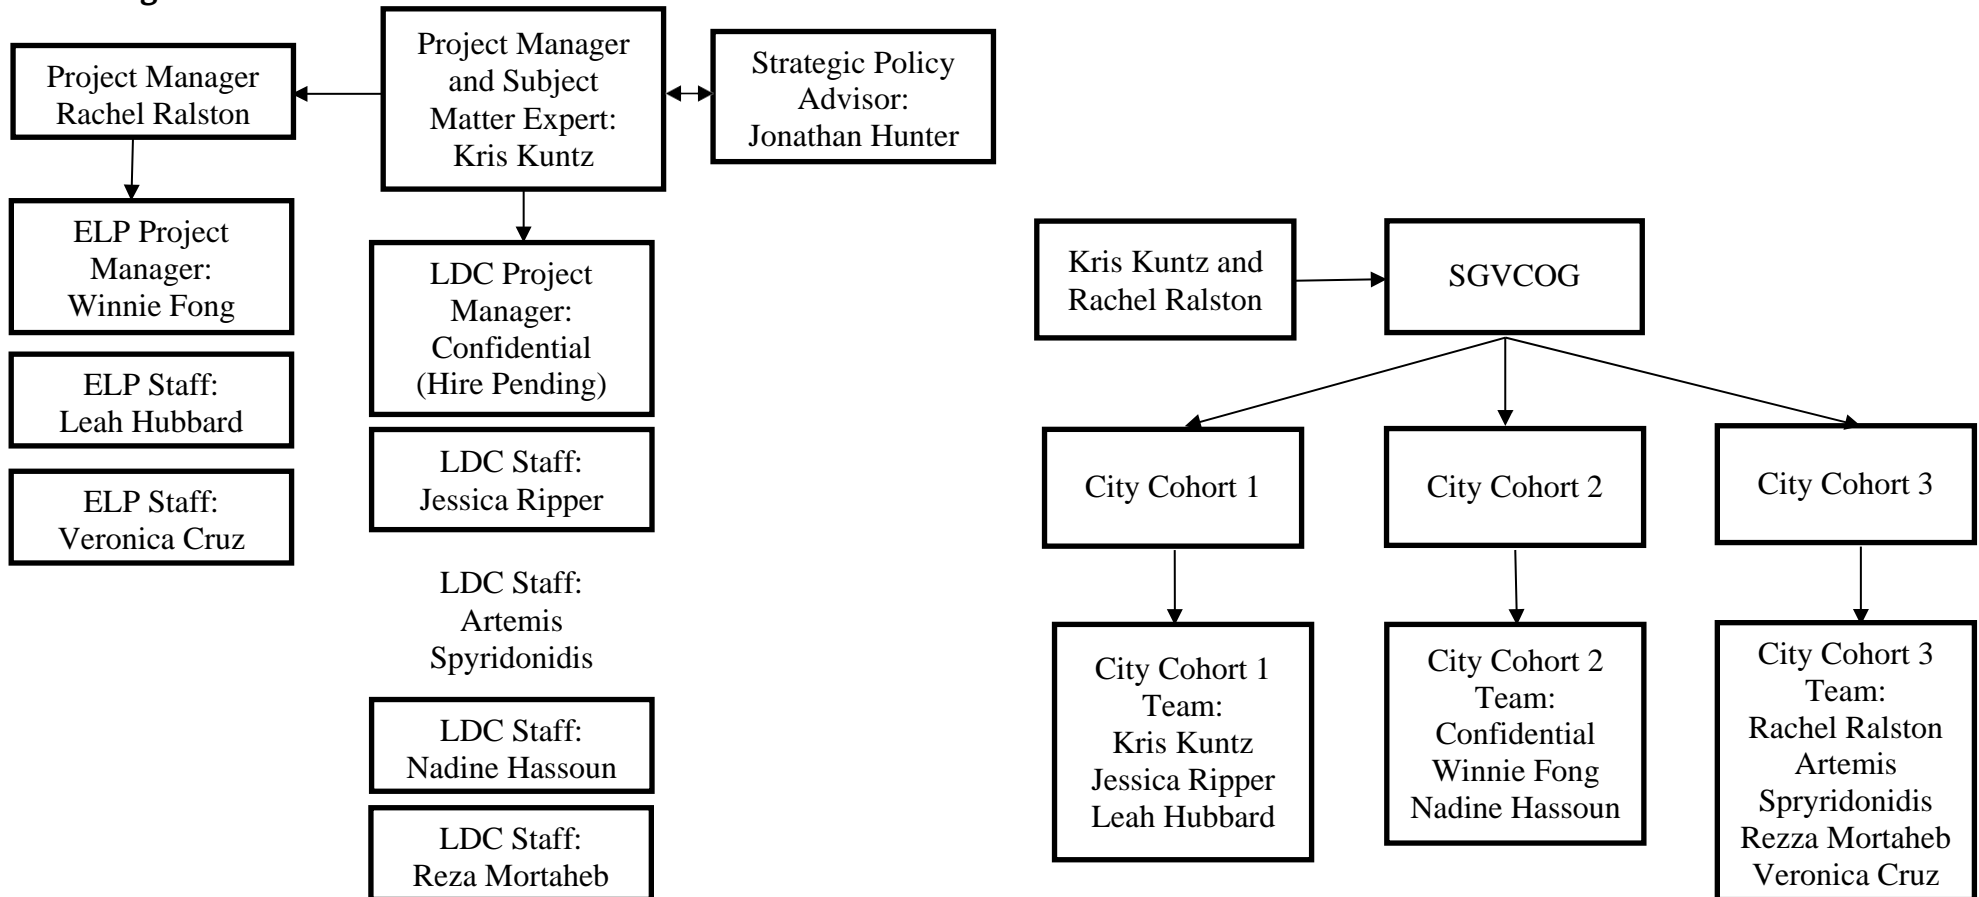 Project Manager
Rachel Ralston
Project Manager
and Subject
Matter Expert:
Kris Kuntz
Strategic Policy
Advisor:
Jonathan Hunter
ELP Project
Manager:
Winnie Fong
ELP Staff:
Leah Hubbard
ELP Staff:
Veronica Cruz
LDC Project
Manager:
Confidential
(Hire Pending)
LDC Staff:
Jessica Ripper
LDC Staff:
Artemis
Spyridonidis
LDC Staff:
Nadine Hassoun
LDC Staff:
Reza Mortaheb
Kris Kuntz and
Rachel Ralston
SGVCOG
City Cohort 1
City Cohort 2
City Cohort 3
City Cohort 1
Team:
Kris Kuntz
Jessica Ripper
Leah Hubbard
City Cohort 2
Team:
Confidential
Winnie Fong
Nadine Hassoun
City Cohort 3
Team:
Rachel Ralston
Artemis
Spryridonidis
Rezza Mortaheb
Veronica Cruz